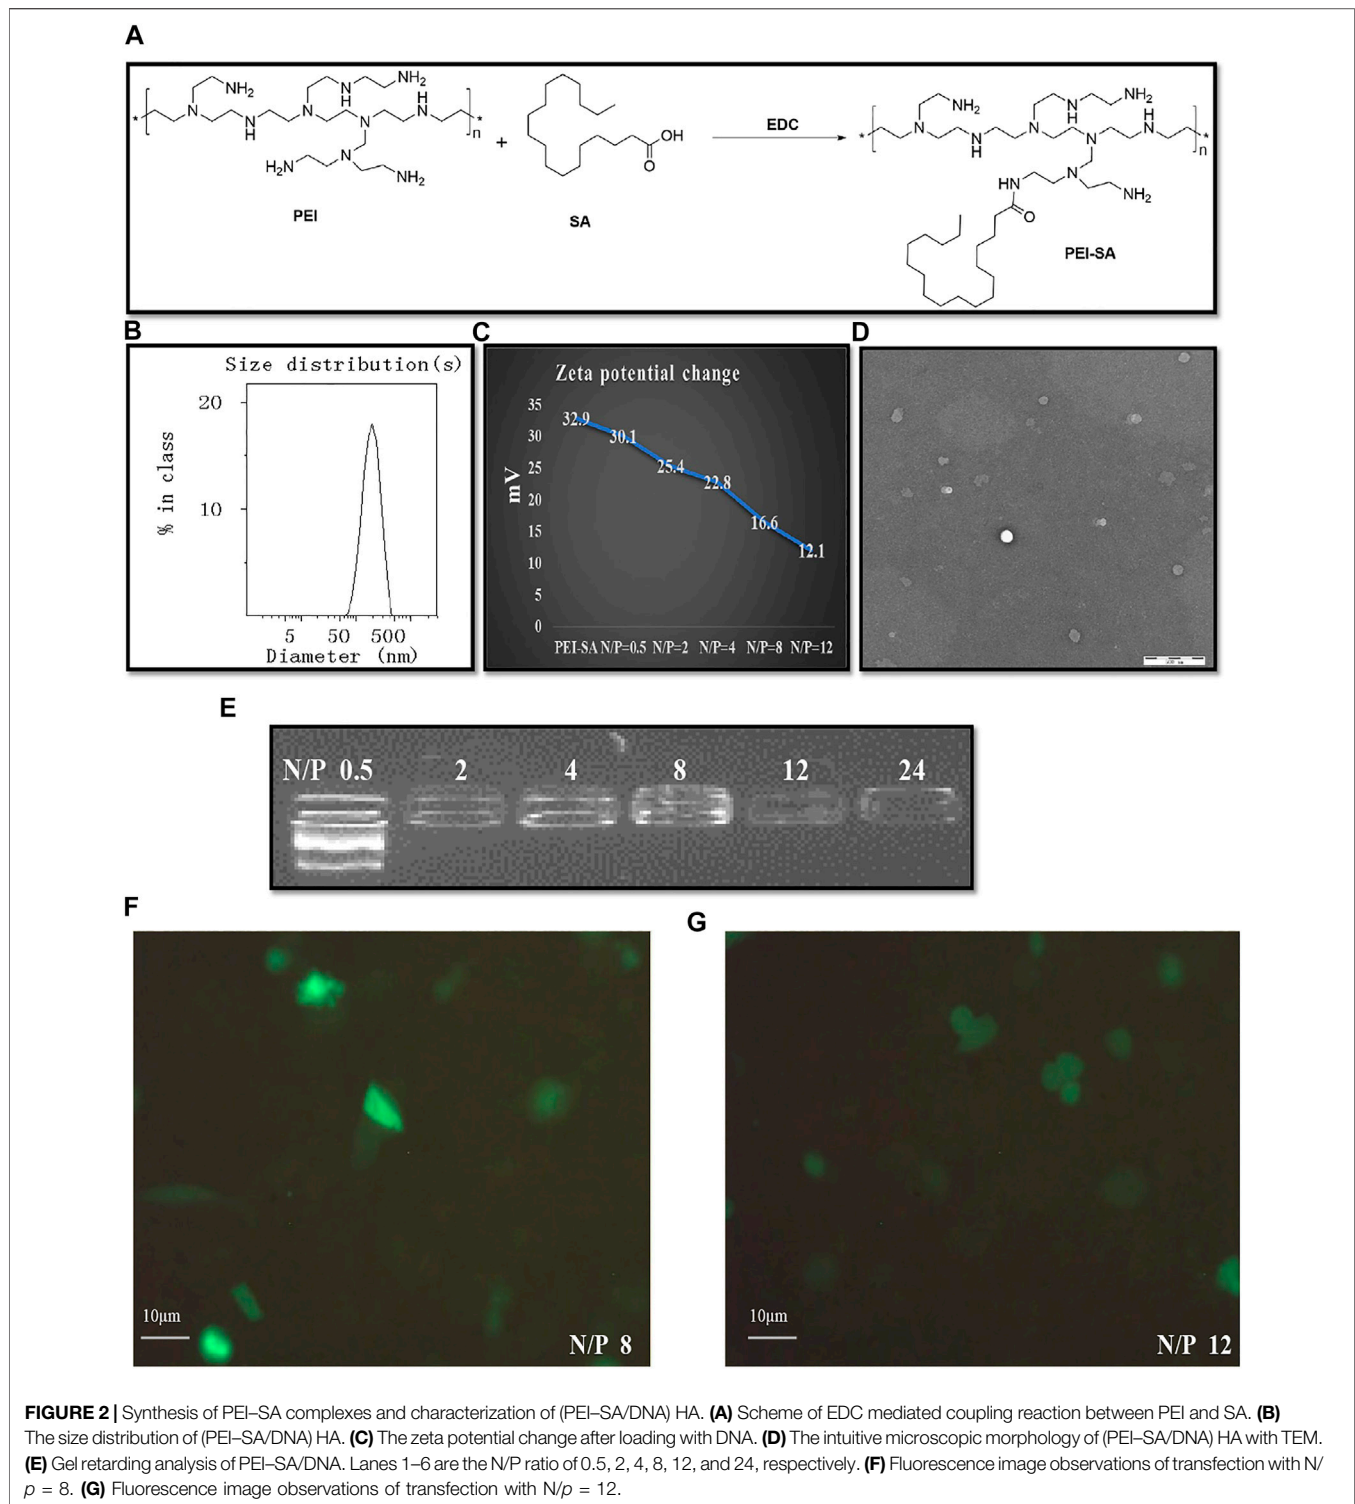 A
NH₂
NH₂
N
N
N
H
H
N
N
H
*
*
n
N
H₂N
NH₂
PEI
+
OH
O
SA
EDC
NH₂
NH₂
N
N
N
H
H
N
N
H
*
*
n
N
HN
NH₂
O
PEI-SA
B
Size distribution(s)
20
10
% in class
5 50 500
Diameter (nm)
C
Zeta potential change
35
30
25
20
15
10
5
0
mV
32.9
30.1
25.4
22.8
16.6
12.1
PEI-SA N/P=0.5 N/P=2 N/P=4 N/P=8 N/P=12
D
E
N/P 0.5 2 4 8 12 24
F
10μm
N/P 8
G
10μm
N/P 12
FIGURE 2 | Synthesis of PEI–SA complexes and characterization of (PEI–SA/DNA) HA. (A) Scheme of EDC mediated coupling reaction between PEI and SA. (B)
The size distribution of (PEI–SA/DNA) HA. (C) The zeta potential change after loading with DNA. (D) The intuitive microscopic morphology of (PEI–SA/DNA) HA with TEM.
(E) Gel retarding analysis of PEI–SA/DNA. Lanes 1–6 are the N/P ratio of 0.5, 2, 4, 8, 12, and 24, respectively. (F) Fluorescence image observations of transfection with N/
p = 8. (G) Fluorescence image observations of transfection with N/p = 12.